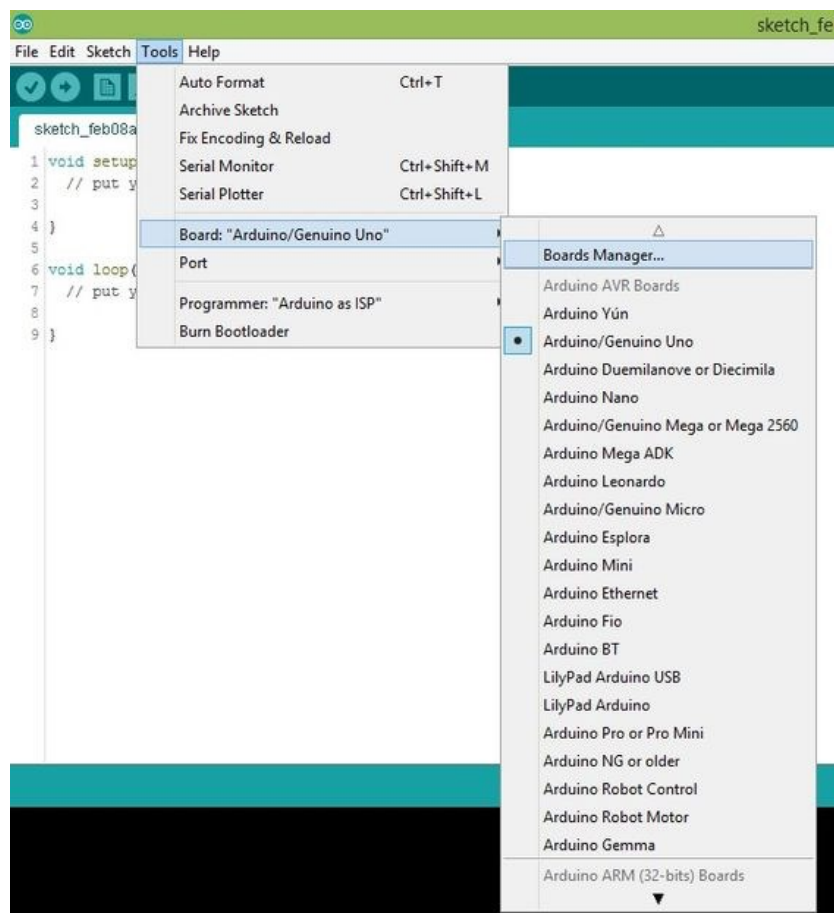 sketch_fe
File Edit Sketch Tools Help
Auto Format Ctrl+T
Archive Sketch
Fix Encoding & Reload
Serial Monitor Ctrl+Shift+M
Serial Plotter Ctrl+Shift+L
Board: "Arduino/Genuino Uno"
Port
Programmer: "Arduino as ISP"
Burn Bootloader
sketch_feb08a
1 void setup
2 // put y
3
4 }
5
6 void loop(
7 // put y
8
9 }
Boards Manager...
Arduino AVR Boards
Arduino Yún
Arduino/Genuino Uno
Arduino Duemilanove or Diecimila
Arduino Nano
Arduino/Genuino Mega or Mega 2560
Arduino Mega ADK
Arduino Leonardo
Arduino/Genuino Micro
Arduino Esplora
Arduino Mini
Arduino Ethernet
Arduino Fio
Arduino BT
LilyPad Arduino USB
LilyPad Arduino
Arduino Pro or Pro Mini
Arduino NG or older
Arduino Robot Control
Arduino Robot Motor
Arduino Gemma
Arduino ARM (32-bits) Boards